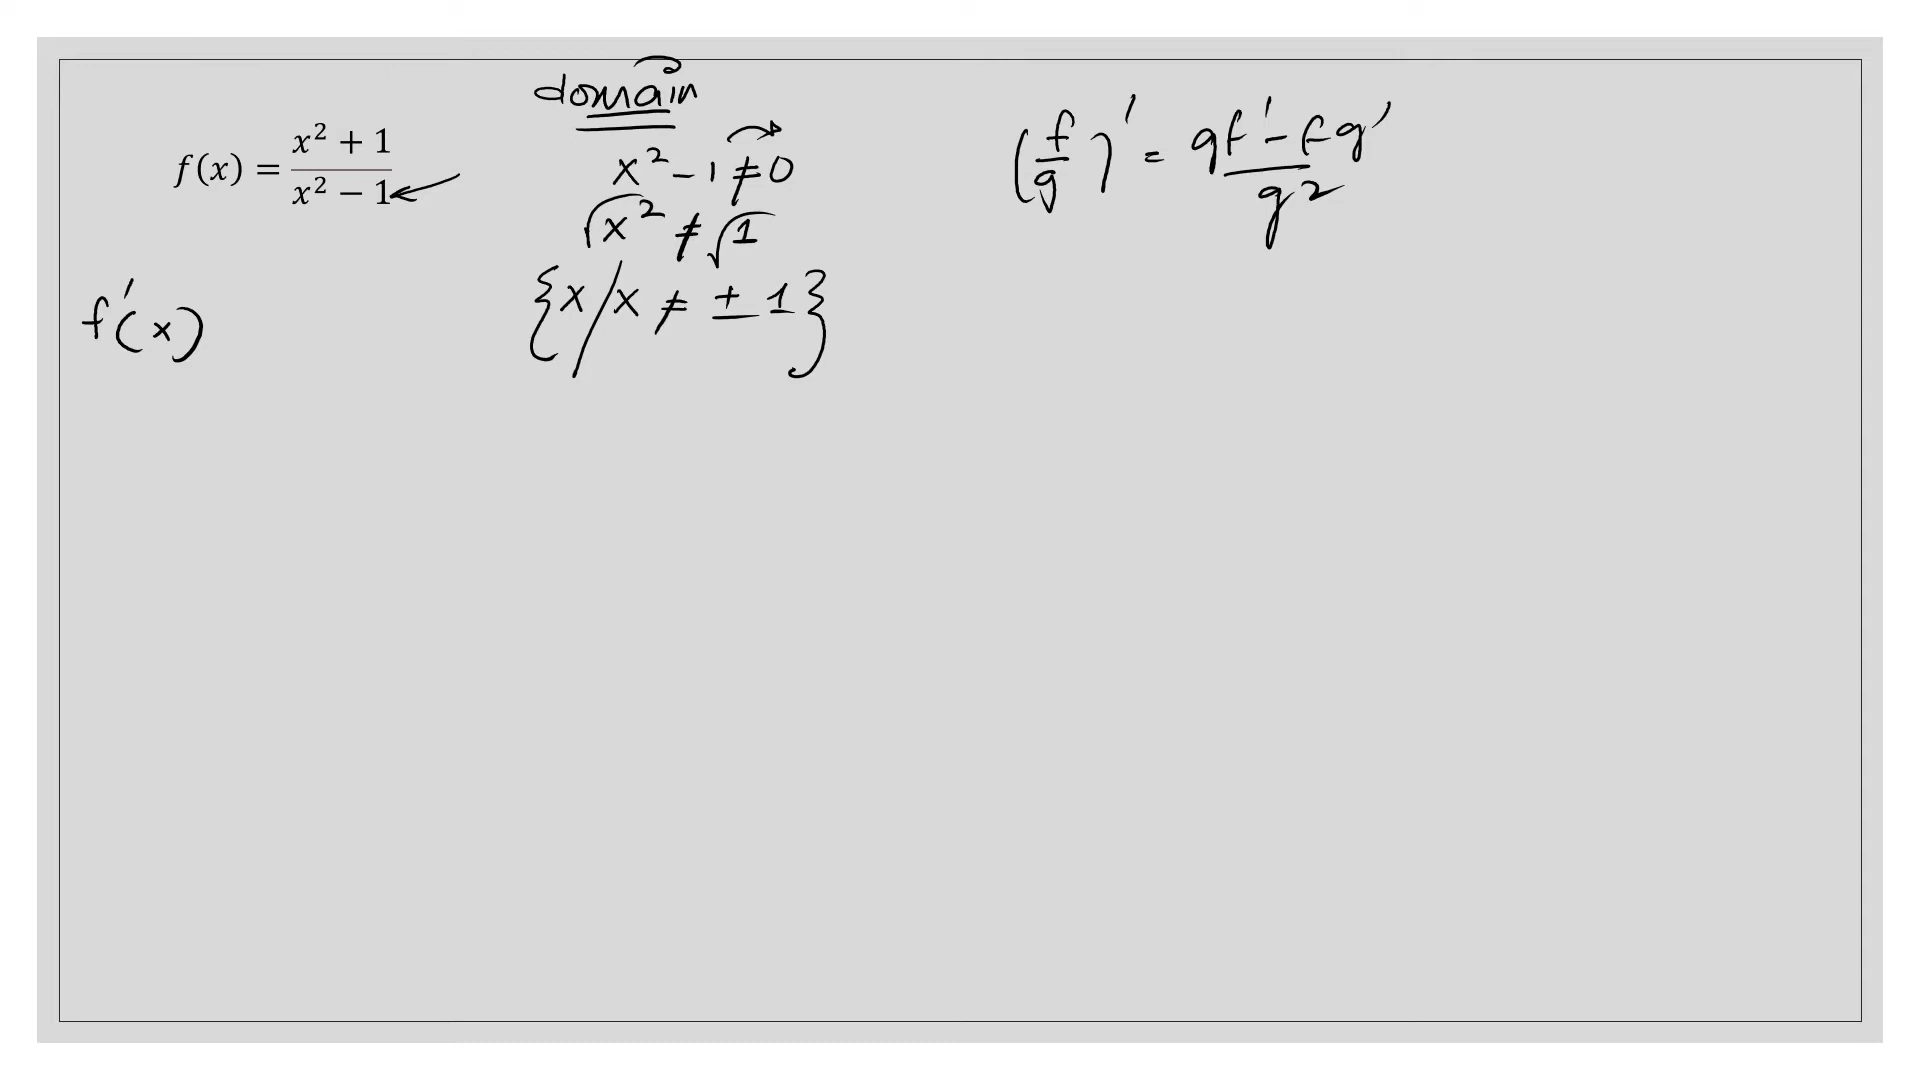 f(x) = (x² + 1)/(x² − 1)
domain
x² − 1 ≠ 0
√x² ≠ √1
{x/x ≠ ± 1}
f'(x)
(f/g)' = (gf' − fg')/g²